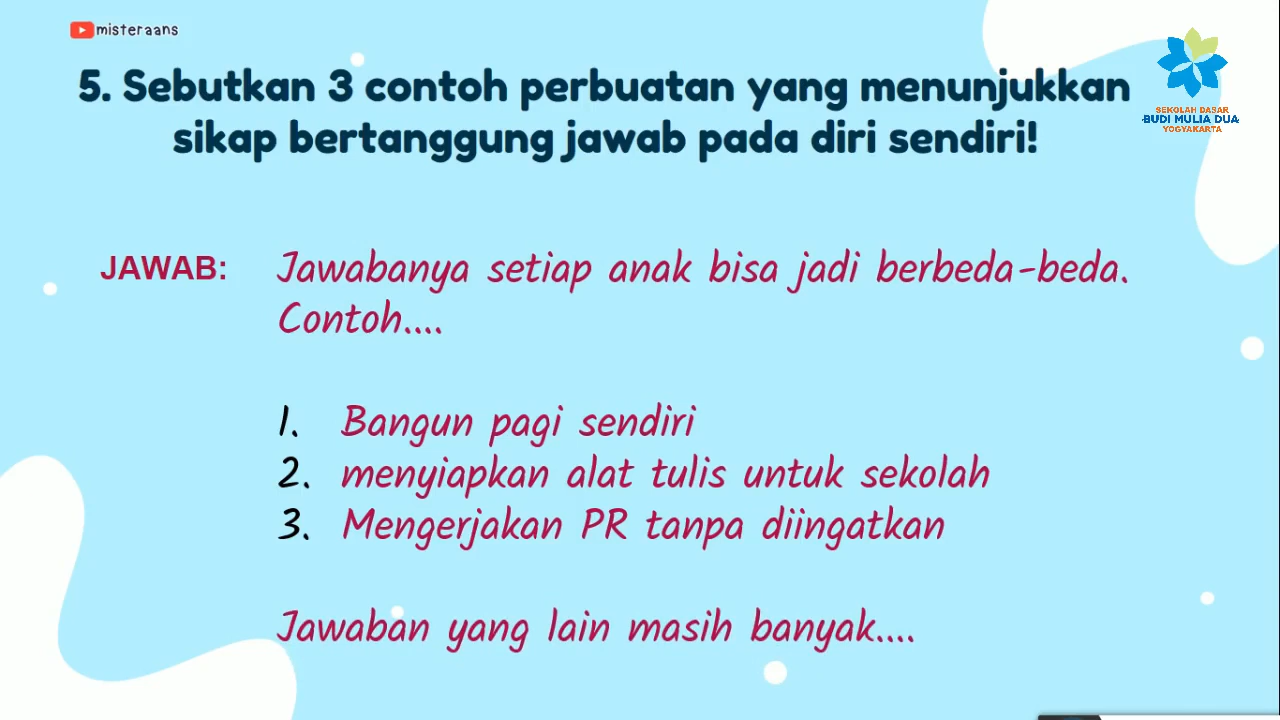 misteraans
5. Sebutkan 3 contoh perbuatan yang menunjukkan
sikap bertanggung jawab pada diri sendiri!
SEKOLAH DASAR
BUDI MULIA DUA
YOGYAKARTA
JAWAB: Jawabanya setiap anak bisa jadi berbeda-beda.
Contoh....
1. Bangun pagi sendiri
2. menyiapkan alat tulis untuk sekolah
3. Mengerjakan PR tanpa diingatkan
Jawaban yang lain masih banyak....